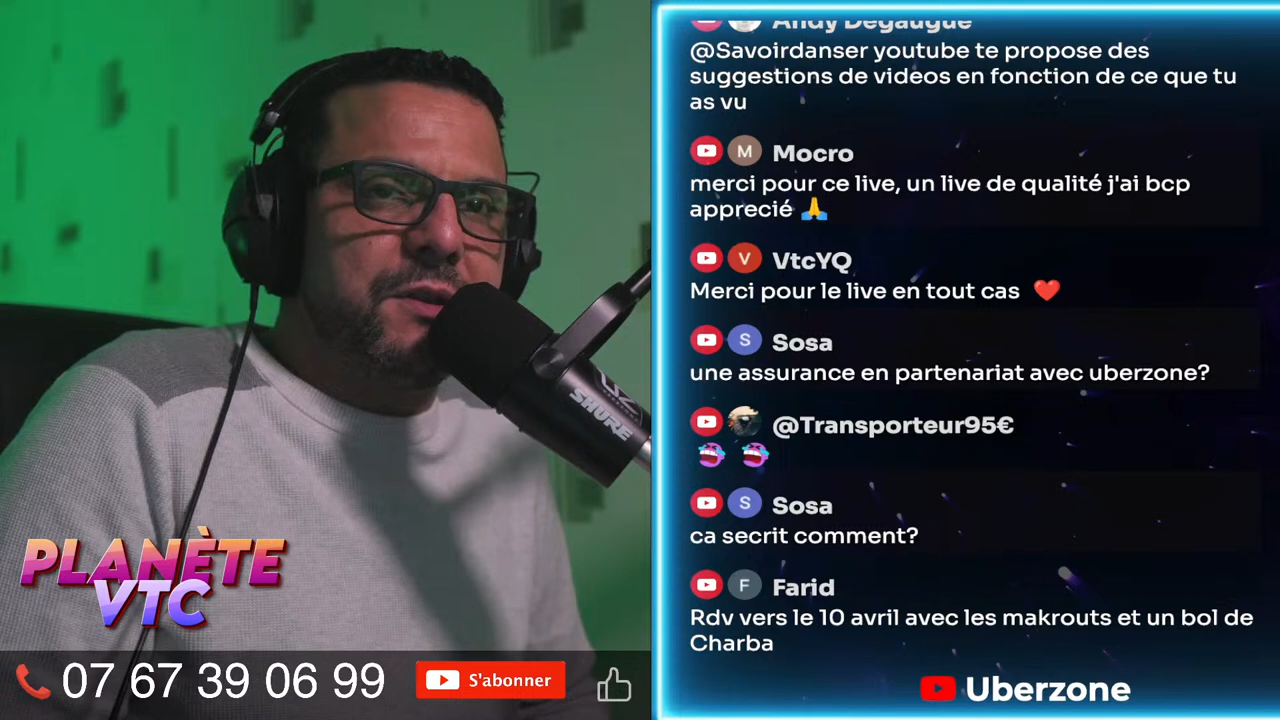 Andy Degaugue
@Savoirdanser youtube te propose des
suggestions de videos en fonction de ce que tu
as vu
M Mocro
merci pour ce live, un live de qualité j'ai bcp
apprecié 🙏
V VtcYQ
Merci pour le live en tout cas ❤️
S Sosa
une assurance en partenariat avec uberzone?
@Transporteur95€
S Sosa
ca secrit comment?
F Farid
Rdv vers le 10 avril avec les makrouts et un bol de
Charba
Uberzone
SHURE
PLANÈTE
VTC
07 67 39 06 99
S'abonner